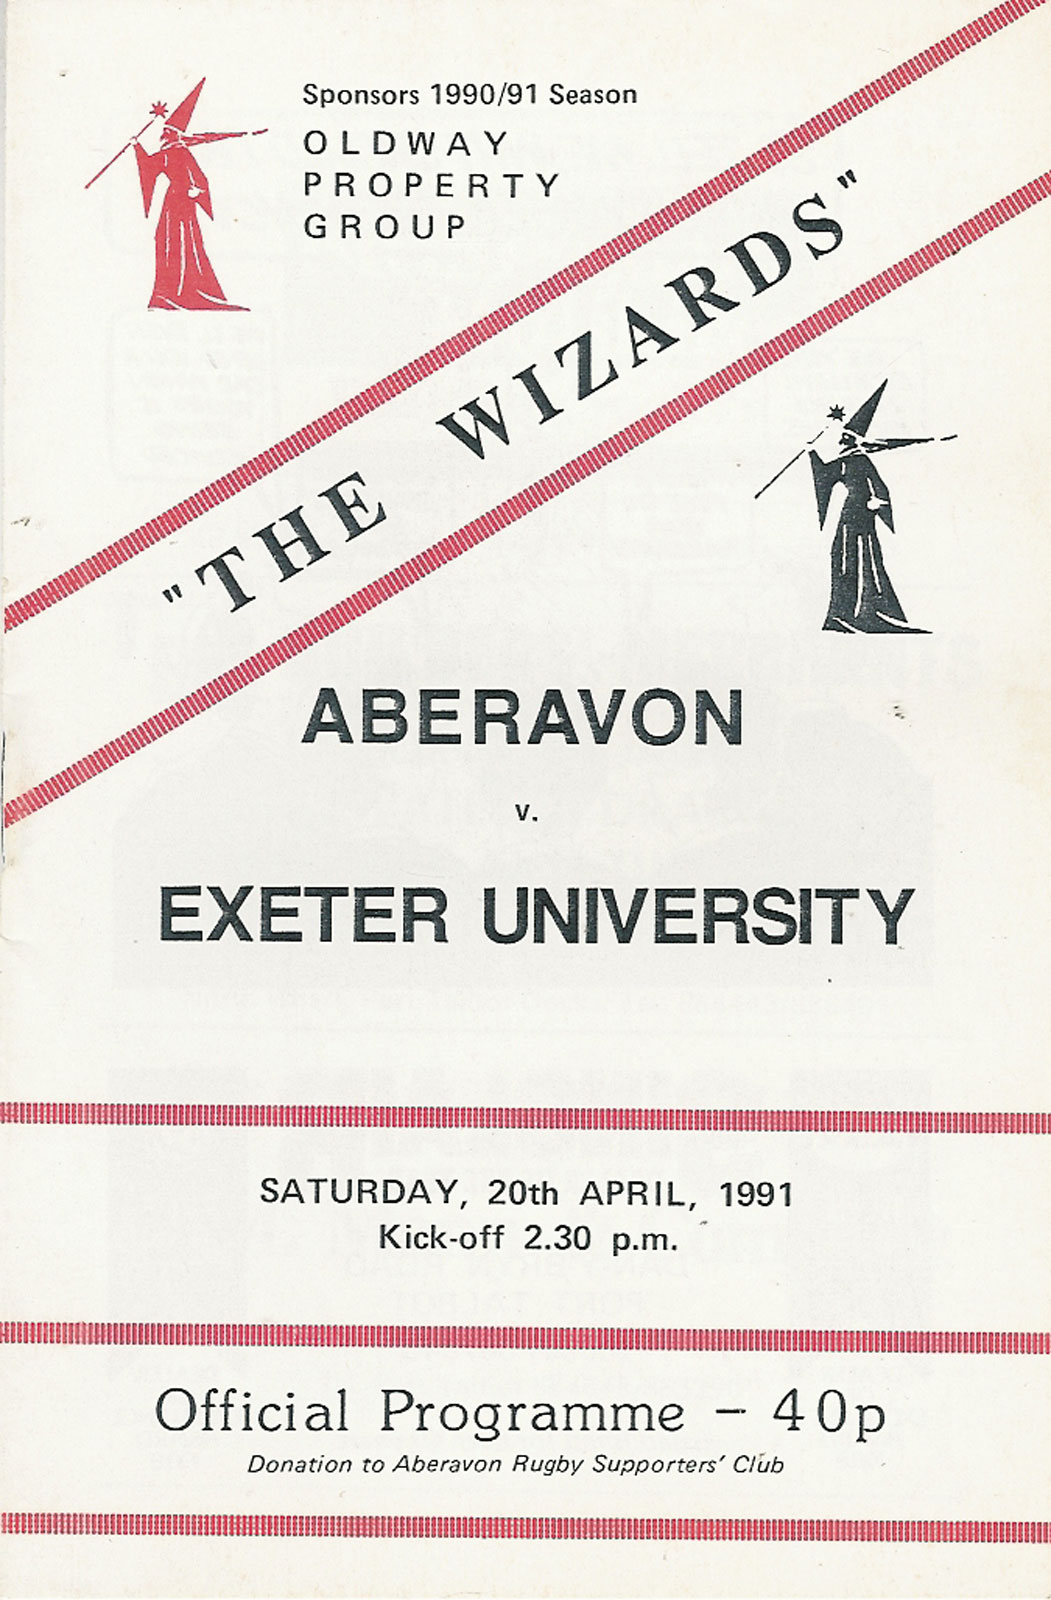 Sponsors 1990/91 Season
OLDWAY
PROPERTY
GROUP
"THE WIZARDS"
ABERAVON
v.
EXETER UNIVERSITY
SATURDAY, 20th APRIL, 1991
Kick-off 2.30 p.m.
Official Programme – 40p
Donation to Aberavon Rugby Supporters' Club